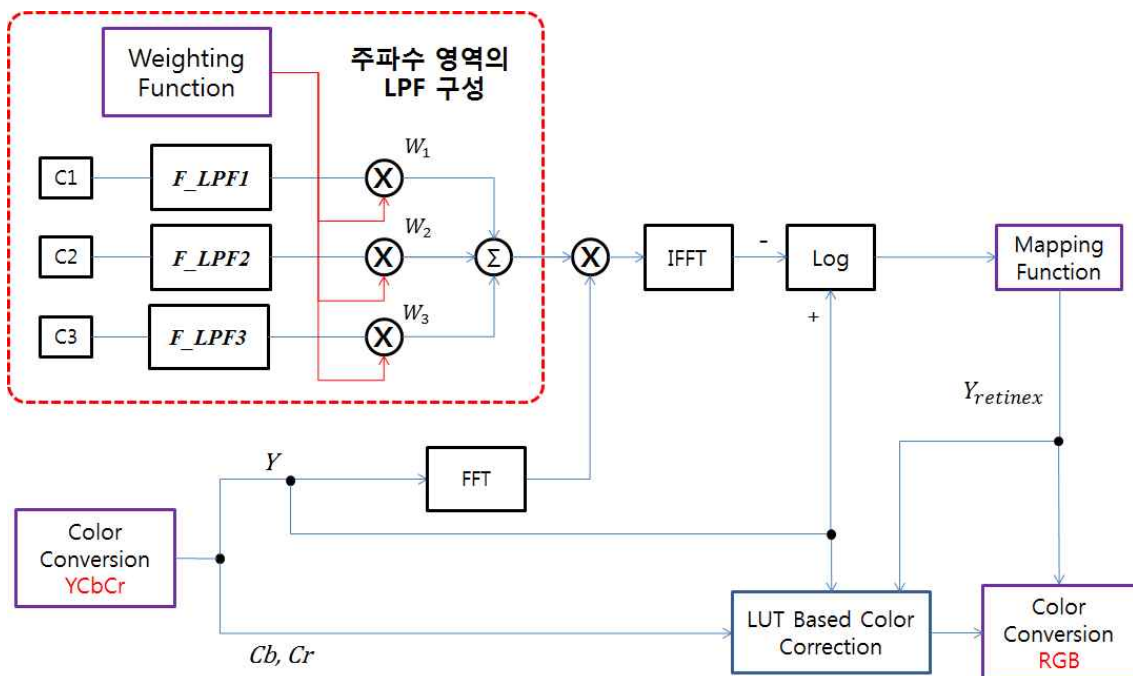 Weighting
Function
주파수 영역의
LPF 구성
C1
F_LPF1
X
W₁
C2
F_LPF2
X
W₂
Σ
X
IFFT
-
Log
+
Mapping
Function
C3
F_LPF3
X
W₃
Y_retinex
Y
FFT
Color
Conversion
YCbCr
Cb, Cr
LUT Based Color
Correction
Color
Conversion
RGB